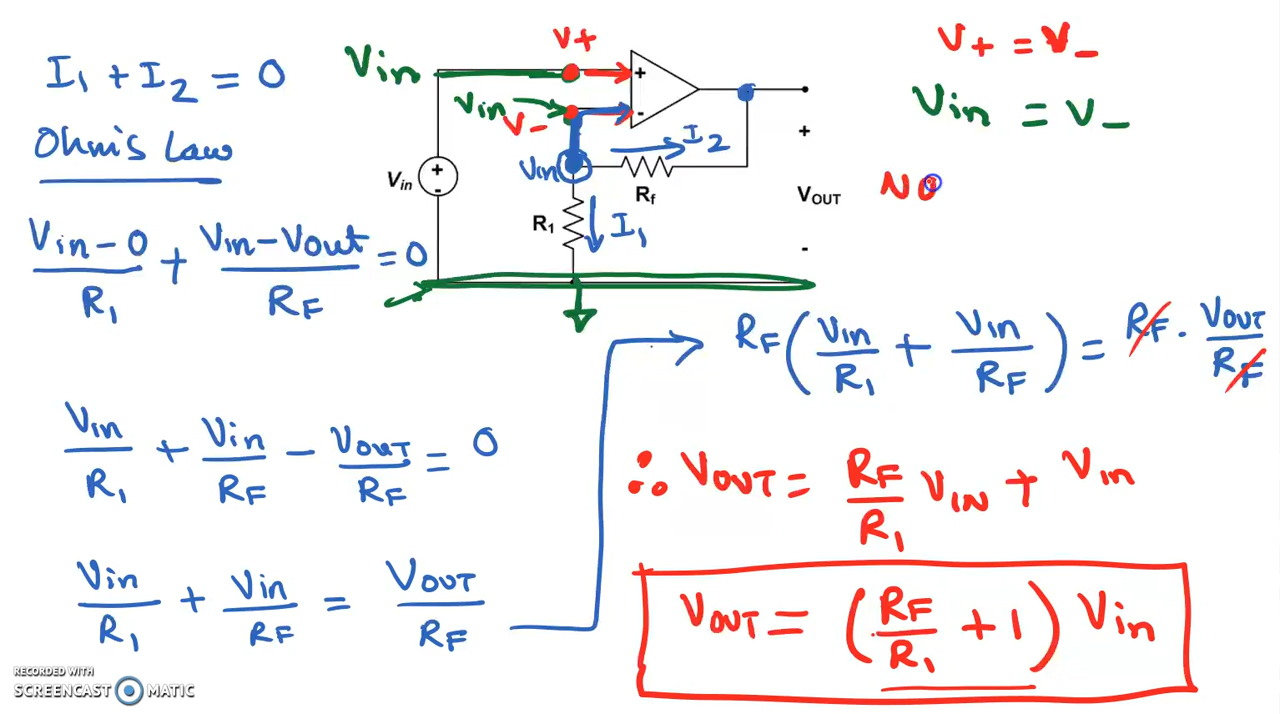 I1 + I2 = 0
Ohm's Law
Vin-0/R1 + Vin-Vout/RF = 0
Vin/R1 + Vin/RF - VOUT/RF = 0
Vin/R1 + Vin/RF = VOUT/RF
Vin
V+
Vin
V-
+
-
Vin
I2
Rf
Vin
+
-
R1
I1
+
VOUT
-
V+ = V-
Vin = V-
NO
RF(Vin/R1 + Vin/RF) = RF · VOUT/RF
∴ VOUT = RF/R1 VIN + Vin
VOUT = (RF/R1 + 1) Vin
RECORDED WITH
SCREENCAST MATIC